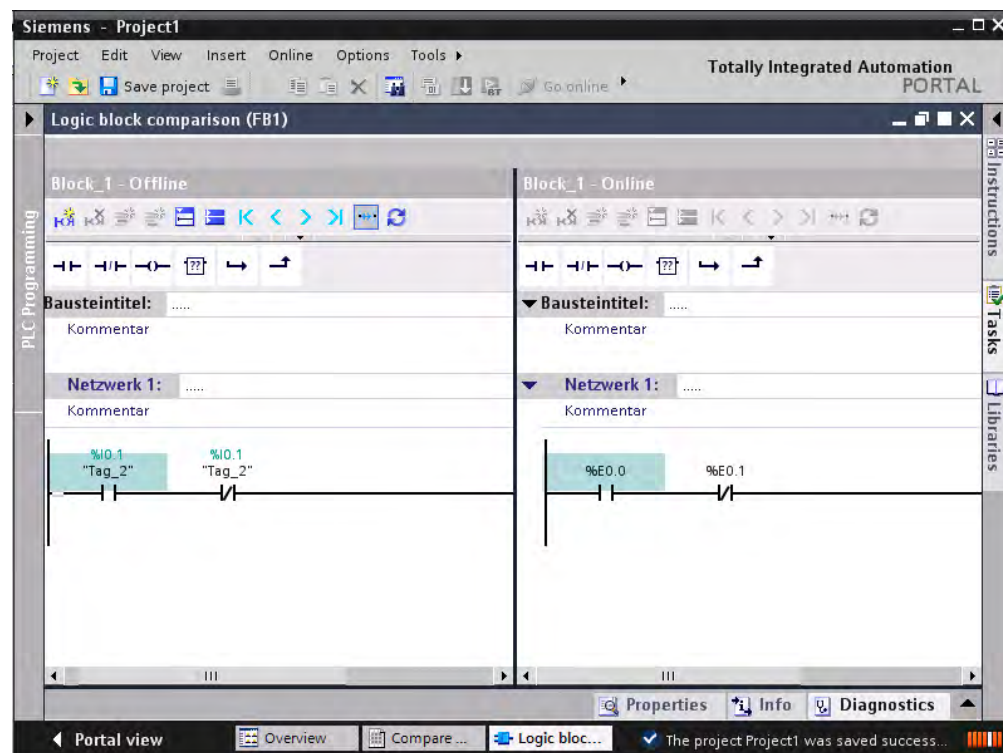 Siemens - Project1
Project Edit View Insert Online Options Tools
Totally Integrated Automation
PORTAL
Save project
Go online
Logic block comparison (FB1)
PLC Programming
Block_1 - Offline
??
Bausteintitel: .....
Kommentar
Netzwerk 1: .....
Kommentar
%I0.1 %I0.1
"Tag_2" "Tag_2"
Block_1 - Online
??
Bausteintitel: .....
Kommentar
Netzwerk 1: .....
Kommentar
%E0.0 %E0.1
Instructions
Tasks
Libraries
Properties Info Diagnostics
Portal view Overview Compare ... Logic bloc... The project Project1 was saved success...